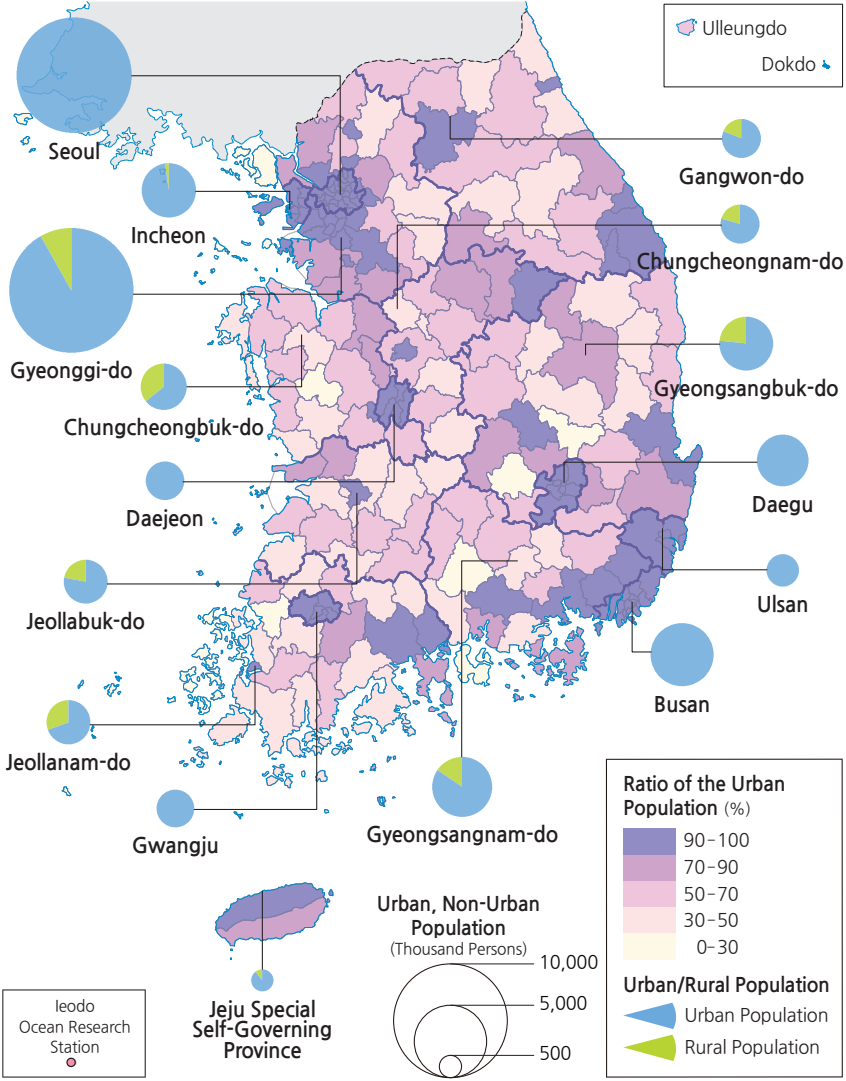 Ulleungdo
Dokdo
Seoul
Gangwon-do
Incheon
Chungcheongnam-do
Gyeonggi-do
Gyeongsangbuk-do
Chungcheongbuk-do
Daejeon
Daegu
Jeollabuk-do
Ulsan
Busan
Jeollanam-do
Gwangju
Gyeongsangnam-do
Ratio of the Urban
Population (%)
90–100
70–90
50–70
30–50
0–30
Urban/Rural Population
Urban Population
Rural Population
Urban, Non-Urban
Population
(Thousand Persons)
10,000
5,000
500
Jeju Special
Self-Governing
Province
Ieodo
Ocean Research
Station